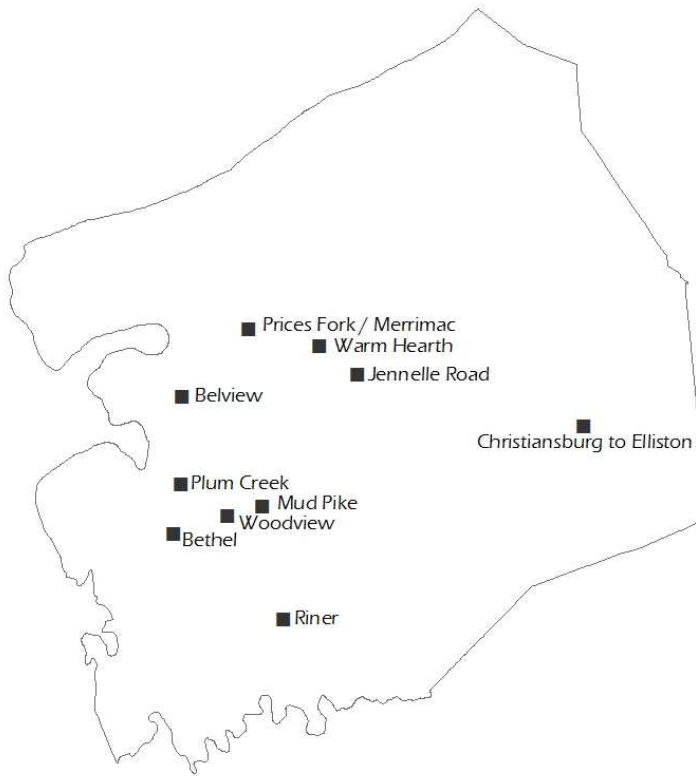 Prices Fork / Merrimac
Warm Hearth
Jennelle Road
Belview
Christiansburg to Elliston
Plum Creek
Mud Pike
Woodview
Bethel
Riner